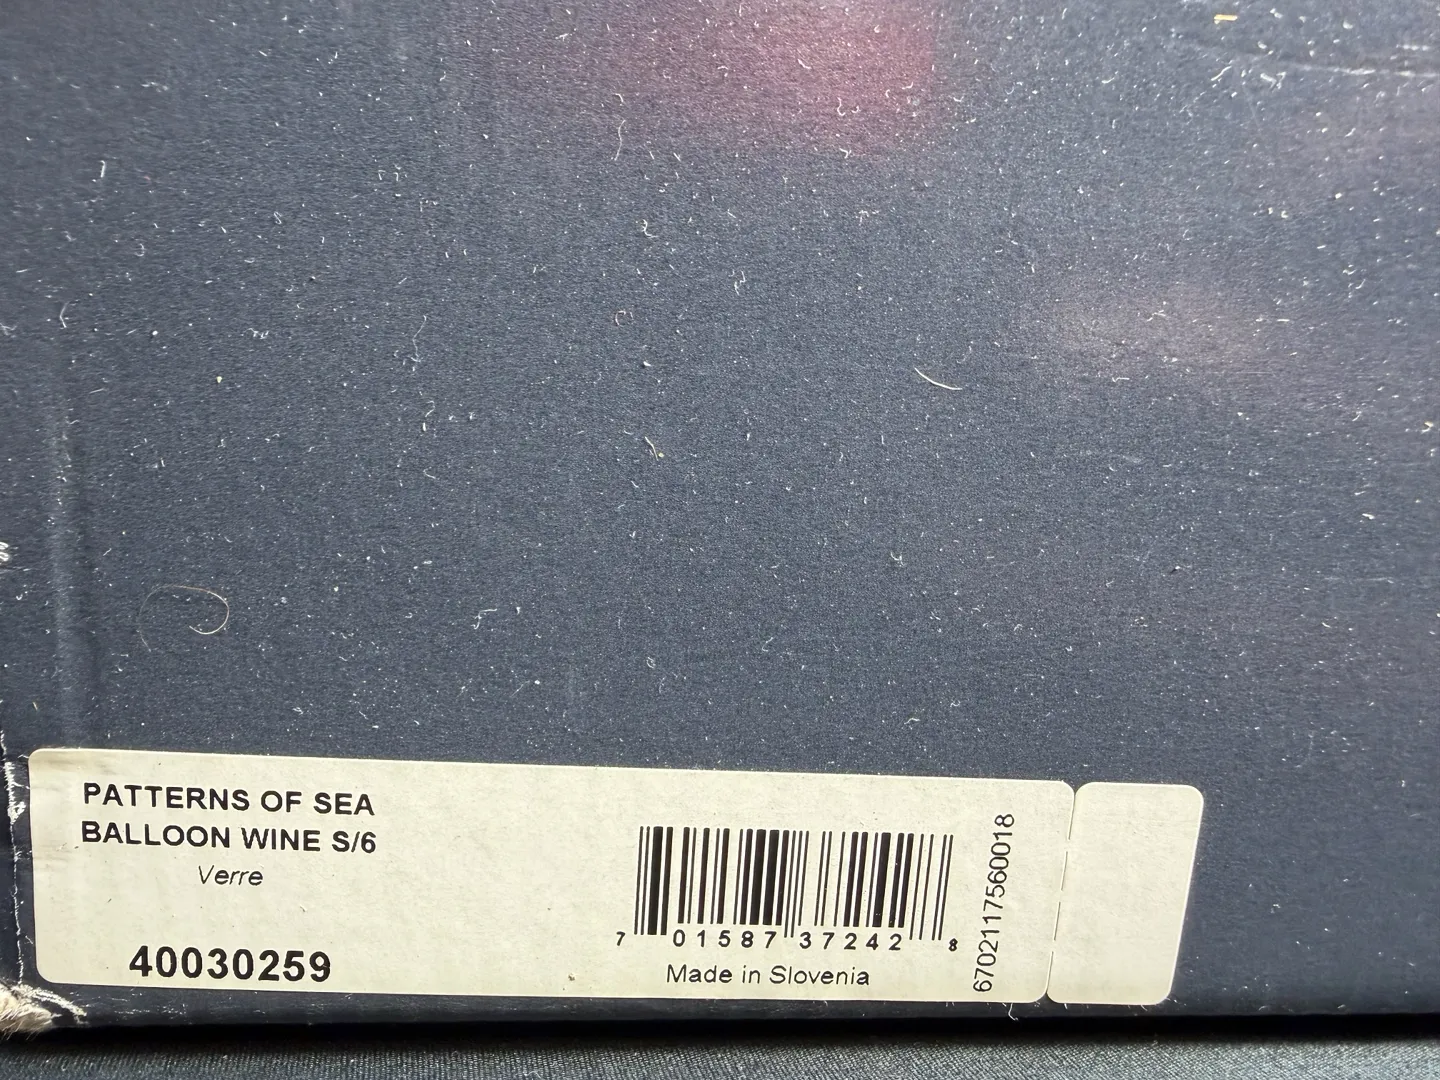 PATTERNS OF SEA
BALLOON WINE S/6
Verre
40030259
7 01587 37242 8
Made in Slovenia
6702117560018